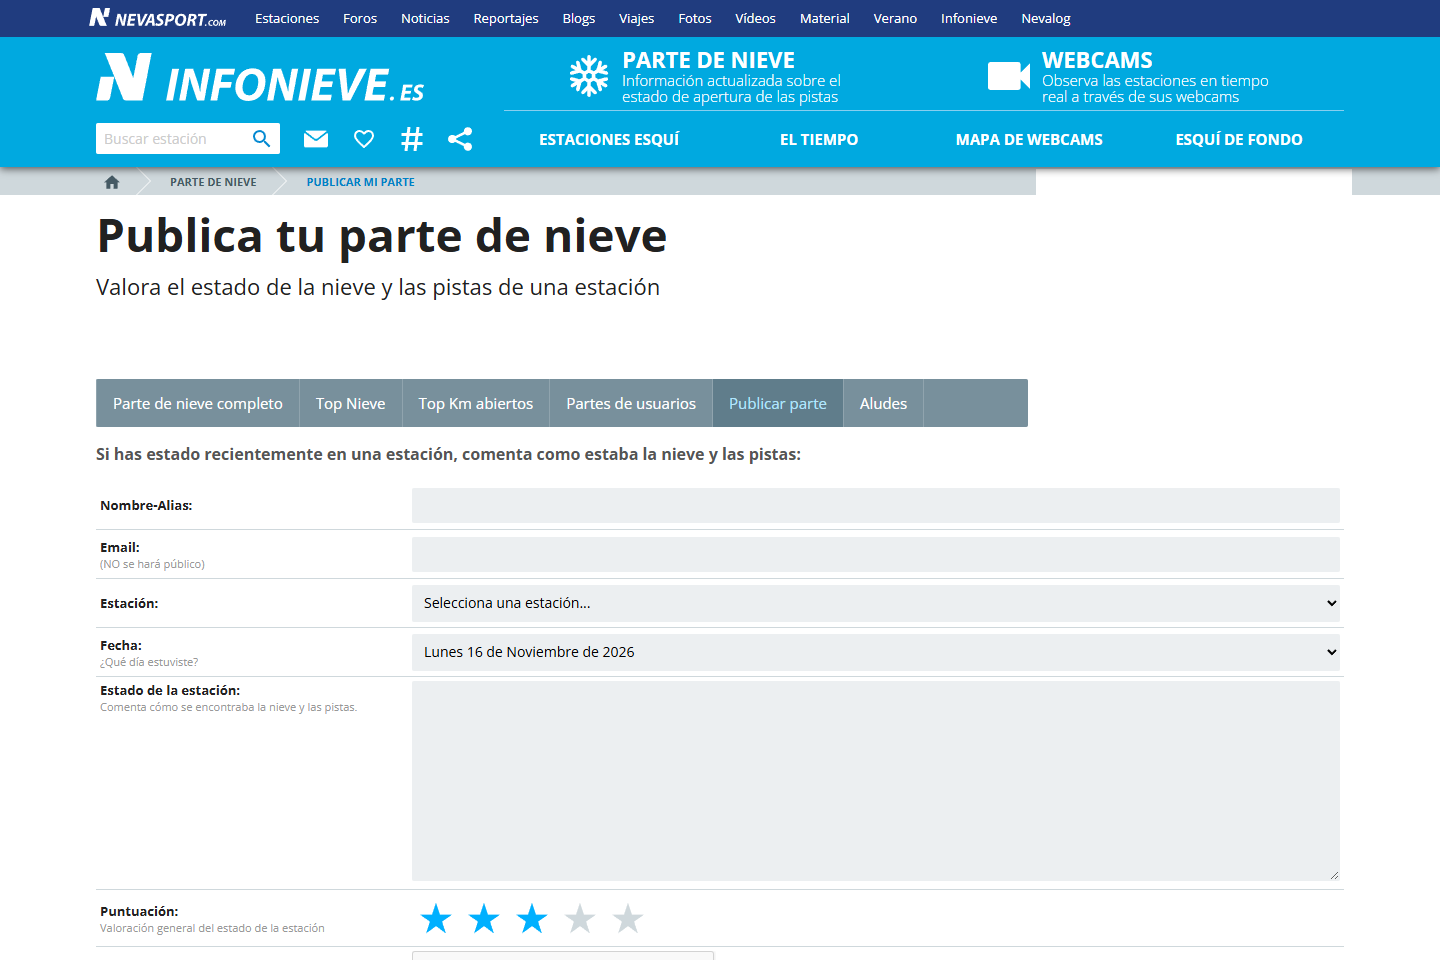 NEVASPORT.COM Estaciones Foros Noticias Reportajes Blogs Viajes Fotos Vídeos Material Verano Infonieve Nevalog
INFONIEVE.ES
PARTE DE NIEVE
Información actualizada sobre el
estado de apertura de las pistas
WEBCAMS
Observa las estaciones en tiempo
real a través de sus webcams
Buscar estación
ESTACIONES ESQUÍ EL TIEMPO MAPA DE WEBCAMS ESQUÍ DE FONDO
PARTE DE NIEVE PUBLICAR MI PARTE
Publica tu parte de nieve
Valora el estado de la nieve y las pistas de una estación
Parte de nieve completo Top Nieve Top Km abiertos Partes de usuarios Publicar parte Aludes
Si has estado recientemente en una estación, comenta como estaba la nieve y las pistas:
Nombre-Alias:
Email:
(NO se hará público)
Estación:
Selecciona una estación...
Fecha:
¿Qué día estuviste?
Lunes 16 de Noviembre de 2026
Estado de la estación:
Comenta cómo se encontraba la nieve y las pistas.
Puntuación:
Valoración general del estado de la estación